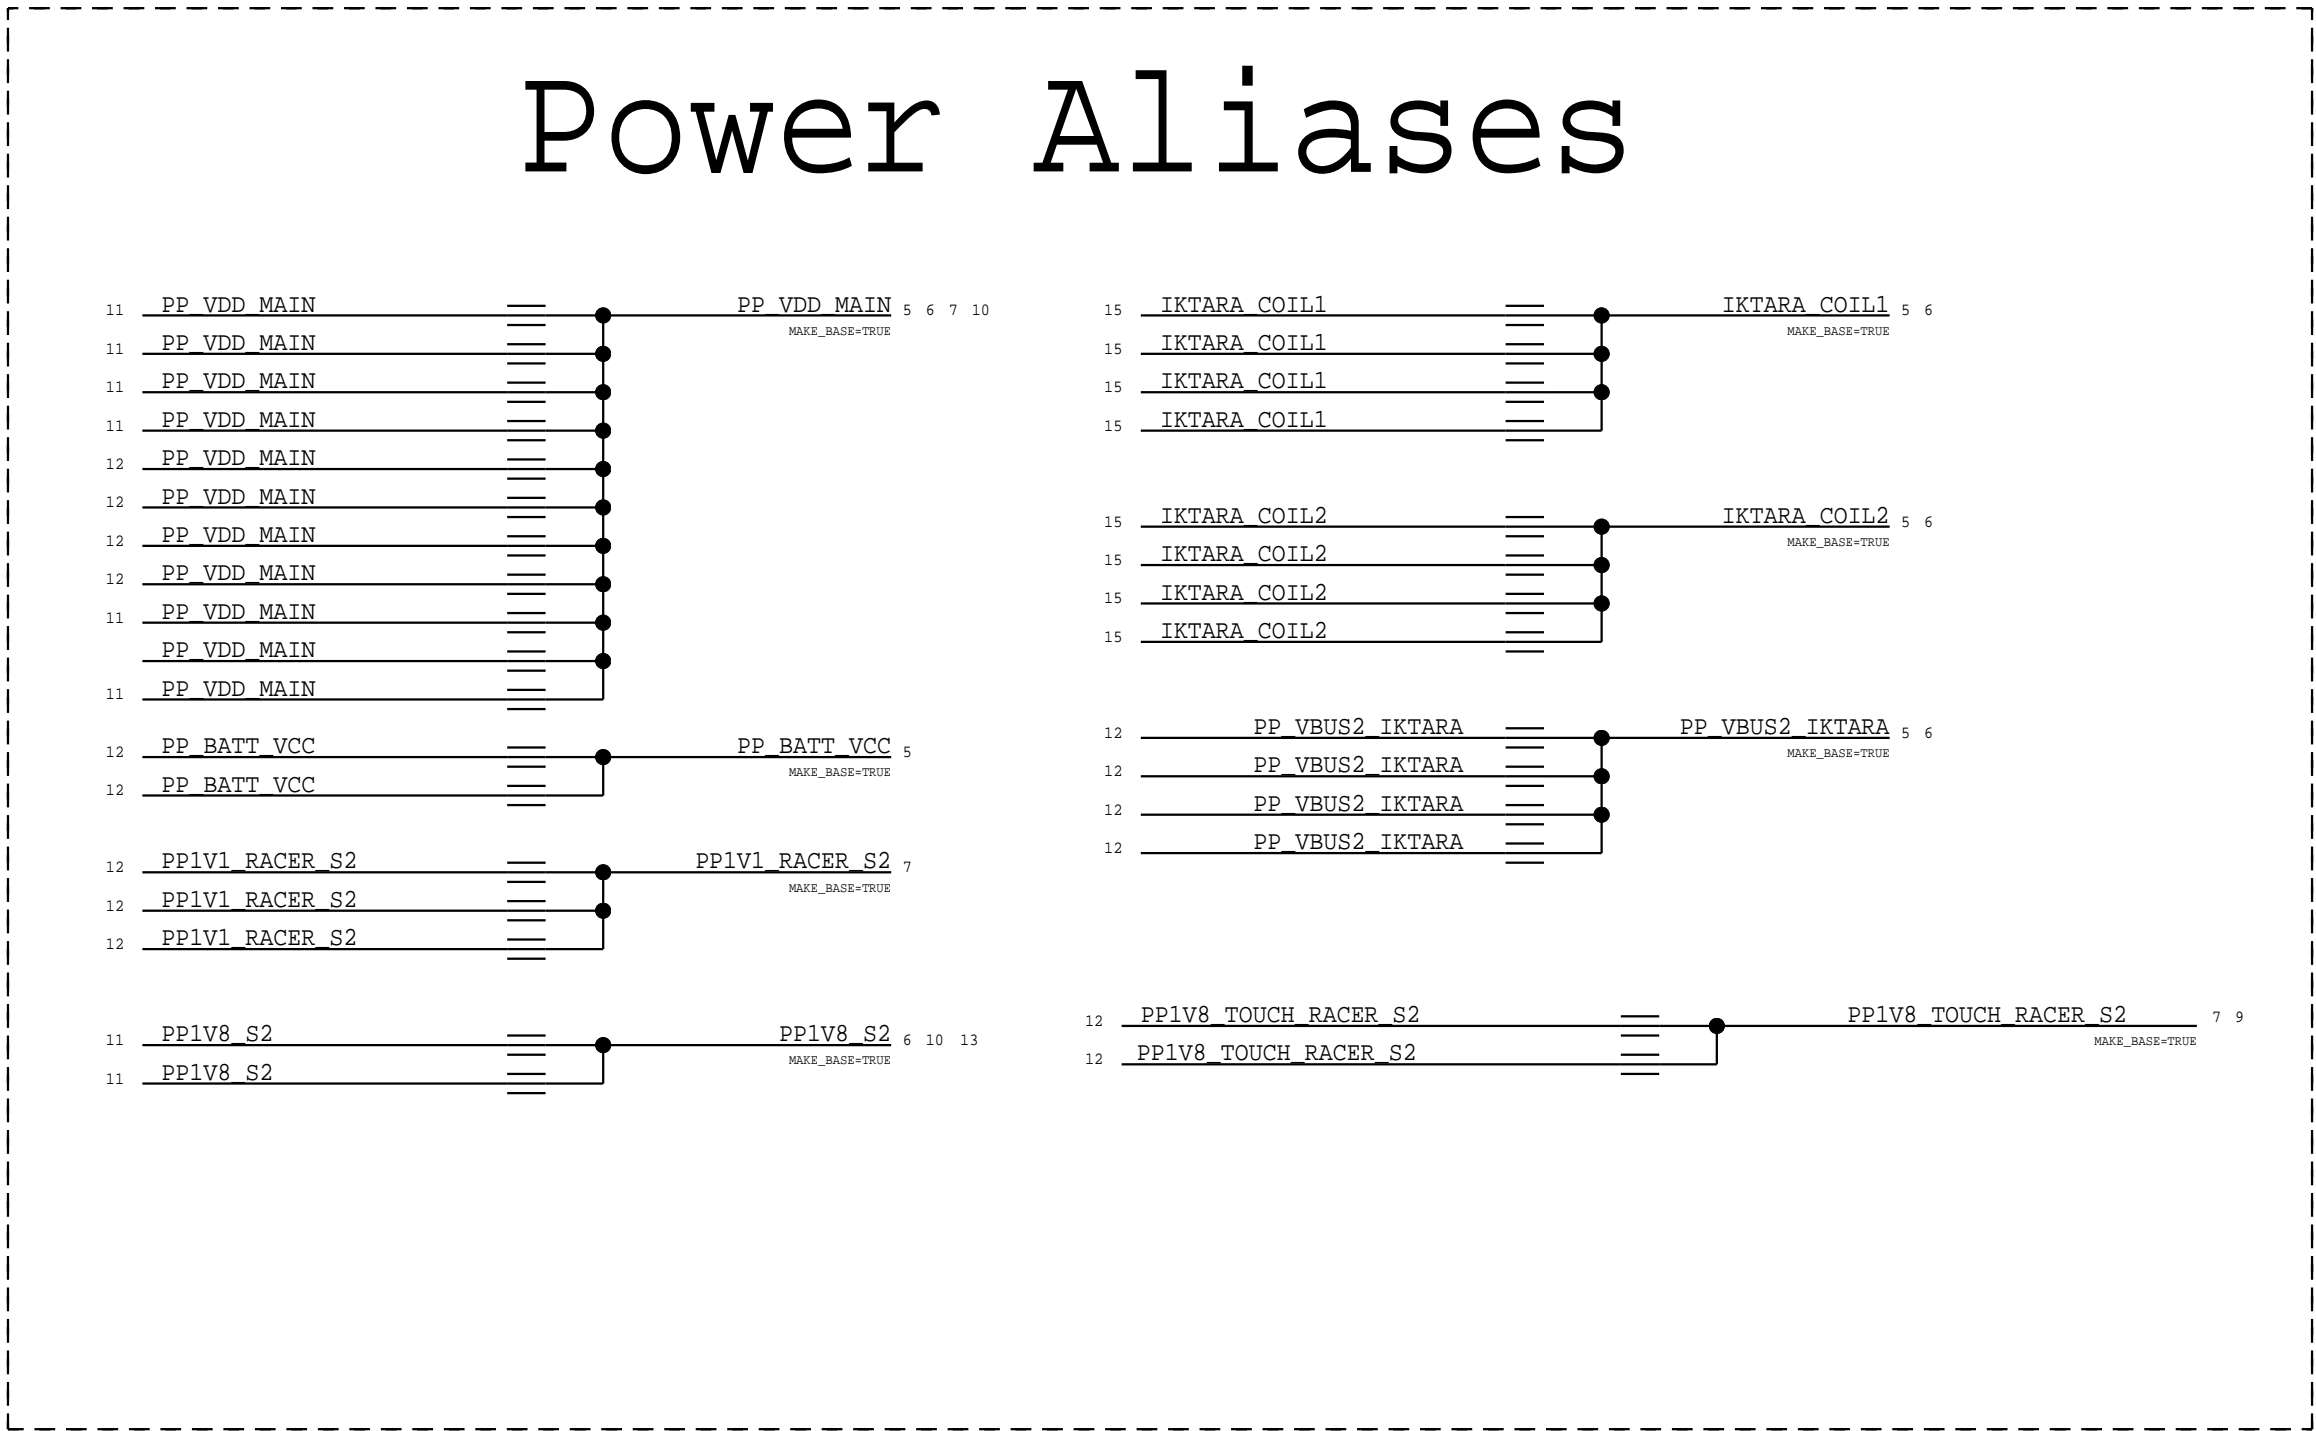 Power Aliases
11 PP_VDD_MAIN PP_VDD_MAIN 5 6 7 10
MAKE_BASE=TRUE
11 PP_VDD_MAIN
11 PP_VDD_MAIN
11 PP_VDD_MAIN
12 PP_VDD_MAIN
12 PP_VDD_MAIN
12 PP_VDD_MAIN
12 PP_VDD_MAIN
11 PP_VDD_MAIN
PP_VDD_MAIN
11 PP_VDD_MAIN
12 PP_BATT_VCC PP_BATT_VCC 5
MAKE_BASE=TRUE
12 PP_BATT_VCC
12 PP1V1_RACER_S2 PP1V1_RACER_S2 7
MAKE_BASE=TRUE
12 PP1V1_RACER_S2
12 PP1V1_RACER_S2
11 PP1V8_S2 PP1V8_S2 6 10 13
MAKE_BASE=TRUE
11 PP1V8_S2
15 IKTARA_COIL1 IKTARA_COIL1 5 6
MAKE_BASE=TRUE
15 IKTARA_COIL1
15 IKTARA_COIL1
15 IKTARA_COIL1
15 IKTARA_COIL2 IKTARA_COIL2 5 6
MAKE_BASE=TRUE
15 IKTARA_COIL2
15 IKTARA_COIL2
15 IKTARA_COIL2
12 PP_VBUS2_IKTARA PP_VBUS2_IKTARA 5 6
MAKE_BASE=TRUE
12 PP_VBUS2_IKTARA
12 PP_VBUS2_IKTARA
12 PP_VBUS2_IKTARA
12 PP1V8_TOUCH_RACER_S2 PP1V8_TOUCH_RACER_S2 7 9
MAKE_BASE=TRUE
12 PP1V8_TOUCH_RACER_S2